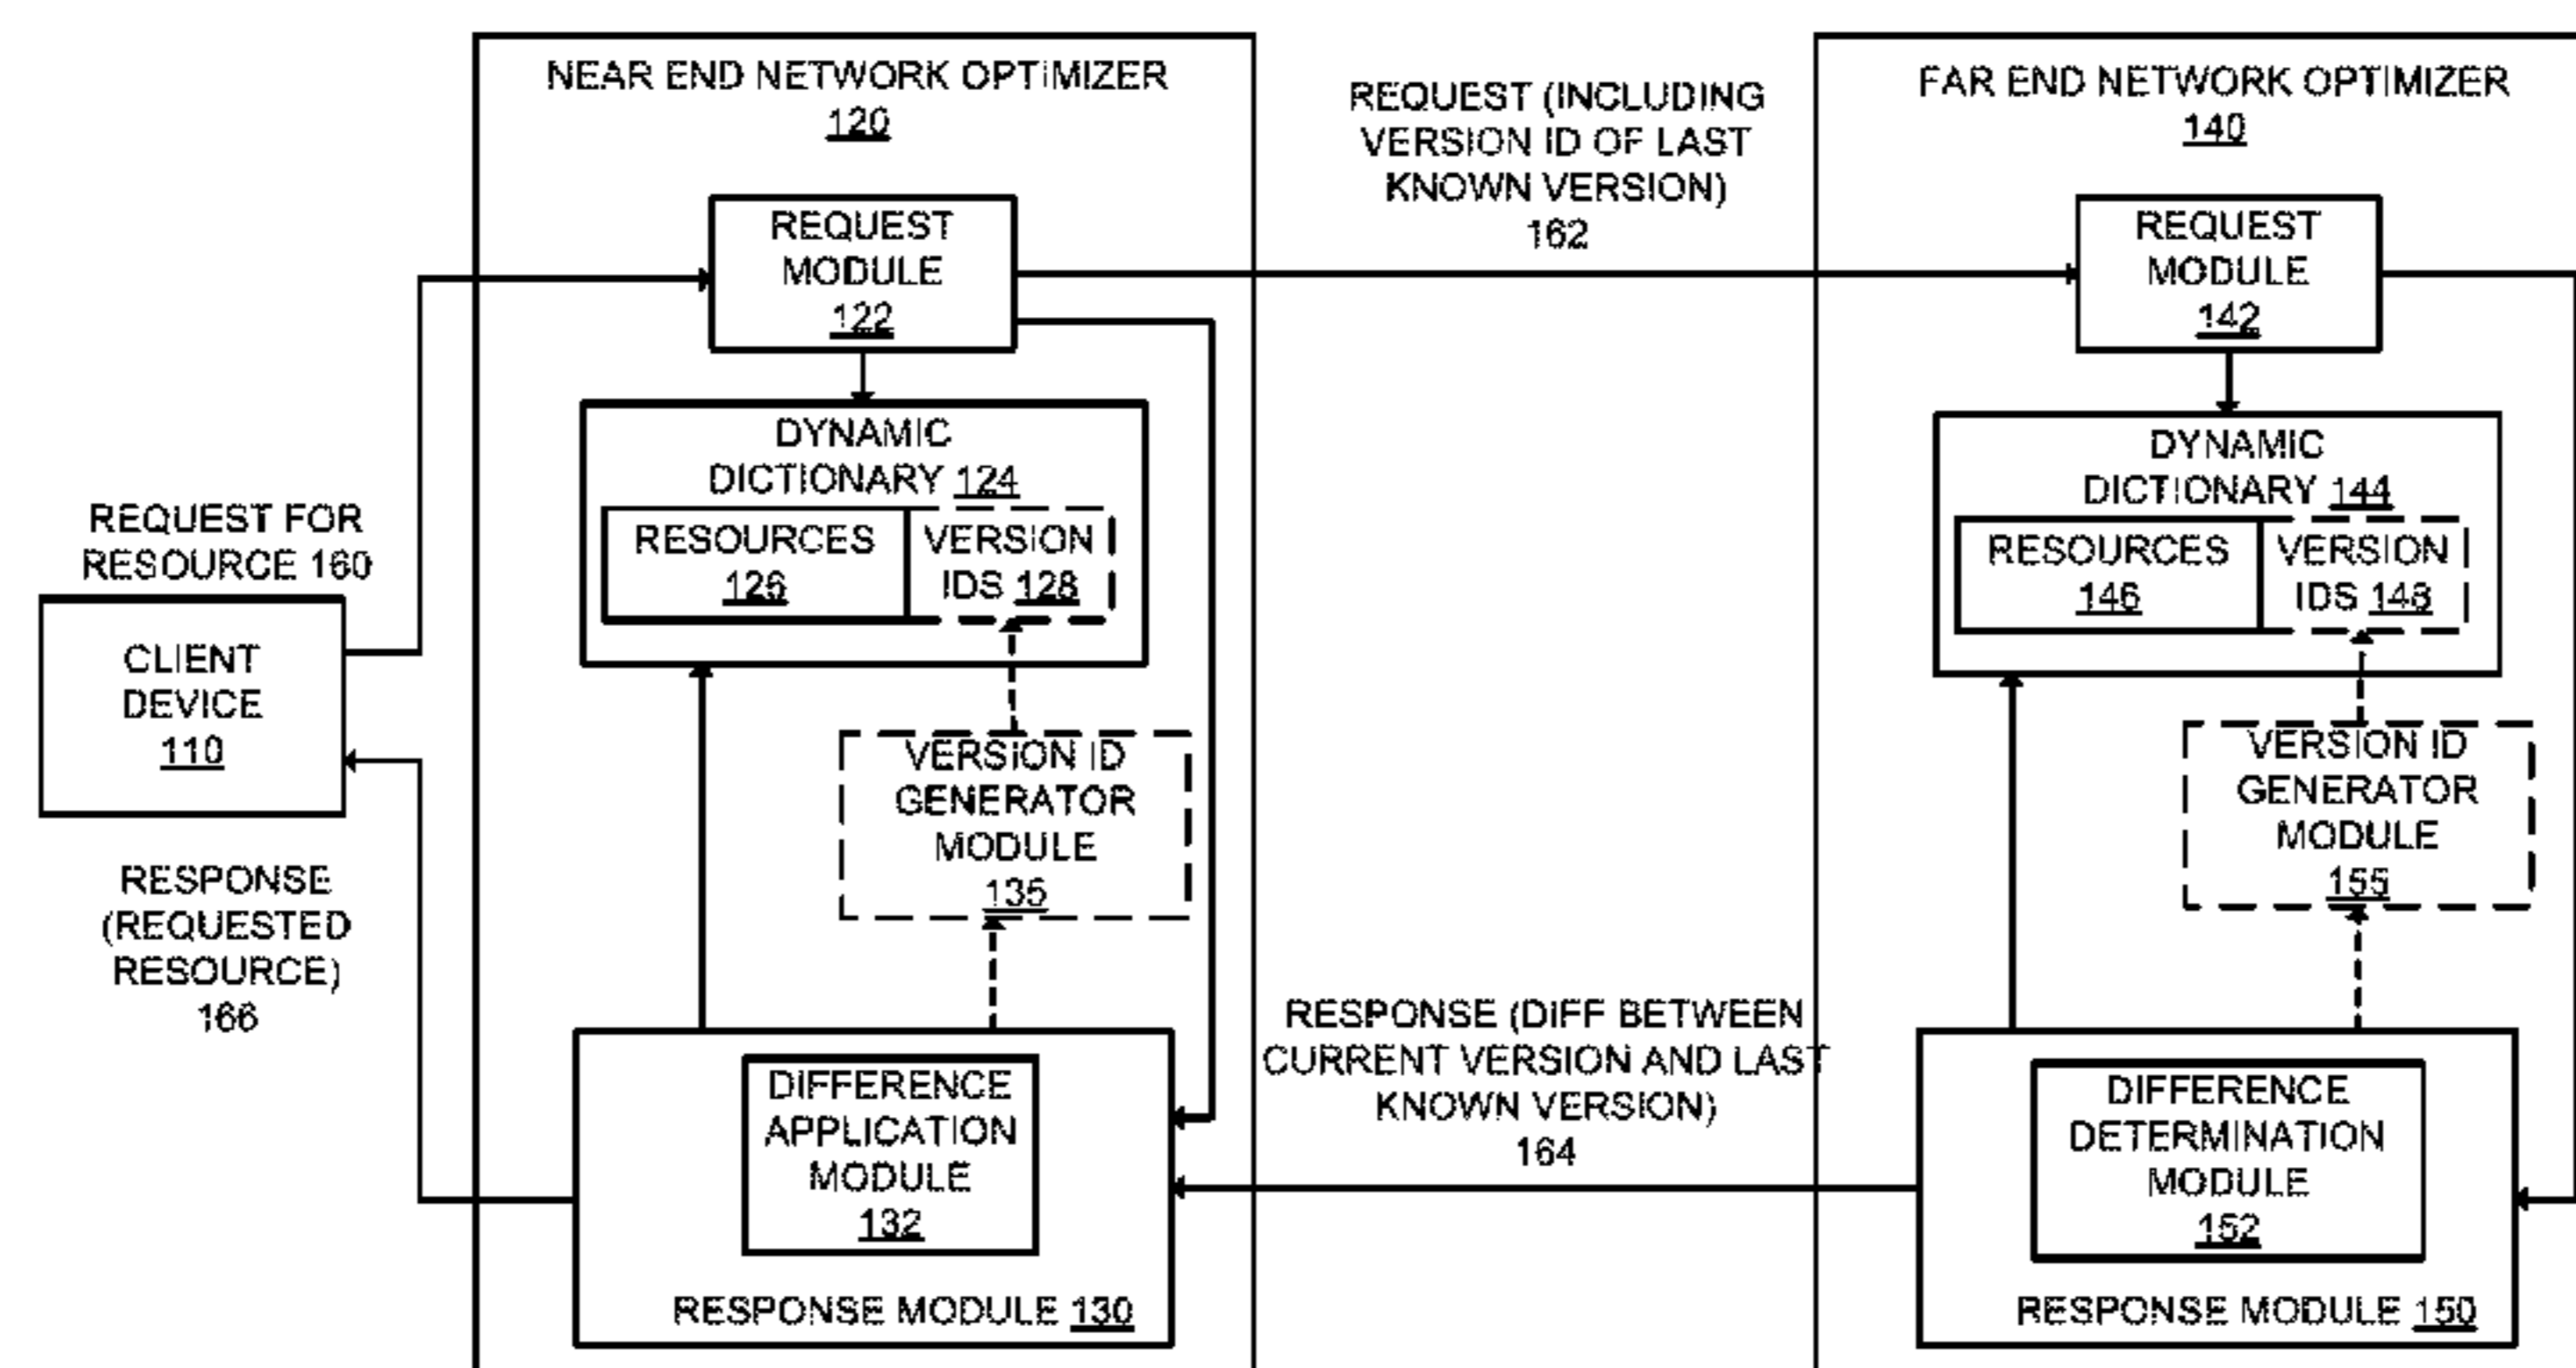 NEAR END NETWORK OPTIMIZER
120
REQUEST
MODULE
122
DYNAMIC
DICTIONARY 124
RESOURCES
126
VERSION
IDS 128
REQUEST FOR
RESOURCE 160
CLIENT
DEVICE
110
RESPONSE
(REQUESTED
RESOURCE)
166
VERSION ID
GENERATOR
MODULE
135
DIFFERENCE
APPLICATION
MODULE
132
RESPONSE MODULE 130
REQUEST (INCLUDING
VERSION ID OF LAST
KNOWN VERSION)
162
RESPONSE (DIFF BETWEEN
CURRENT VERSION AND LAST
KNOWN VERSION)
164
FAR END NETWORK OPTIMIZER
140
REQUEST
MODULE
142
DYNAMIC
DICTIONARY 144
RESOURCES
146
VERSION
IDS 148
VERSION ID
GENERATOR
MODULE
155
DIFFERENCE
DETERMINATION
MODULE
152
RESPONSE MODULE 150